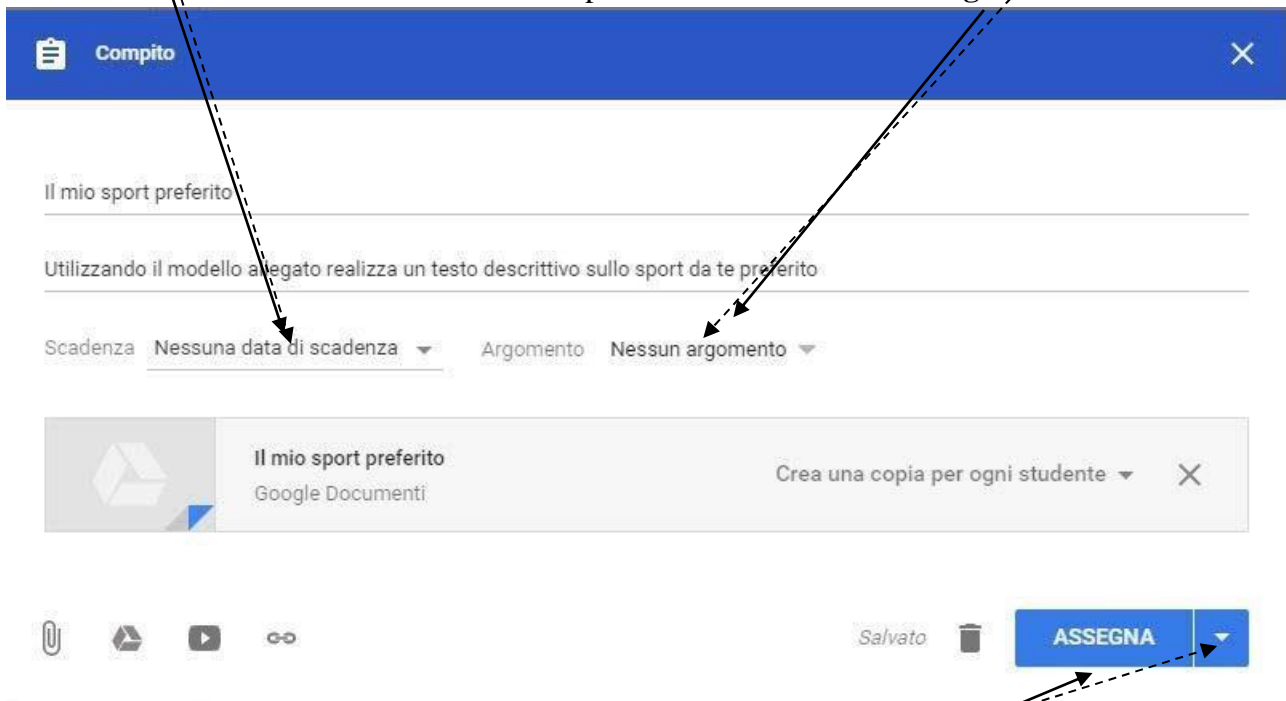 Compito
Il mio sport preferito
Utilizzando il modello allegato realizza un testo descrittivo sullo sport da te preferito
Scadenza Nessuna data di scadenza Argomento Nessun argomento
Il mio sport preferito
Google Documenti
Crea una copia per ogni studente
Salvato ASSEGNA